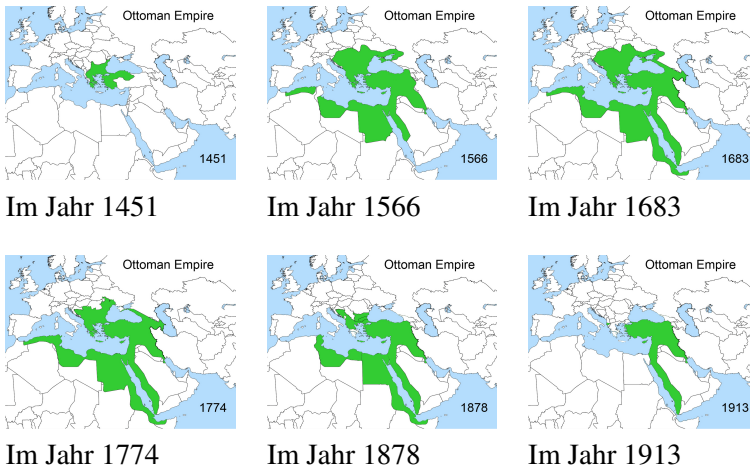 Ottoman Empire
1451
Im Jahr 1451
Ottoman Empire
1566
Im Jahr 1566
Ottoman Empire
1683
Im Jahr 1683
Ottoman Empire
1774
Im Jahr 1774
Ottoman Empire
1878
Im Jahr 1878
Ottoman Empire
1913
Im Jahr 1913